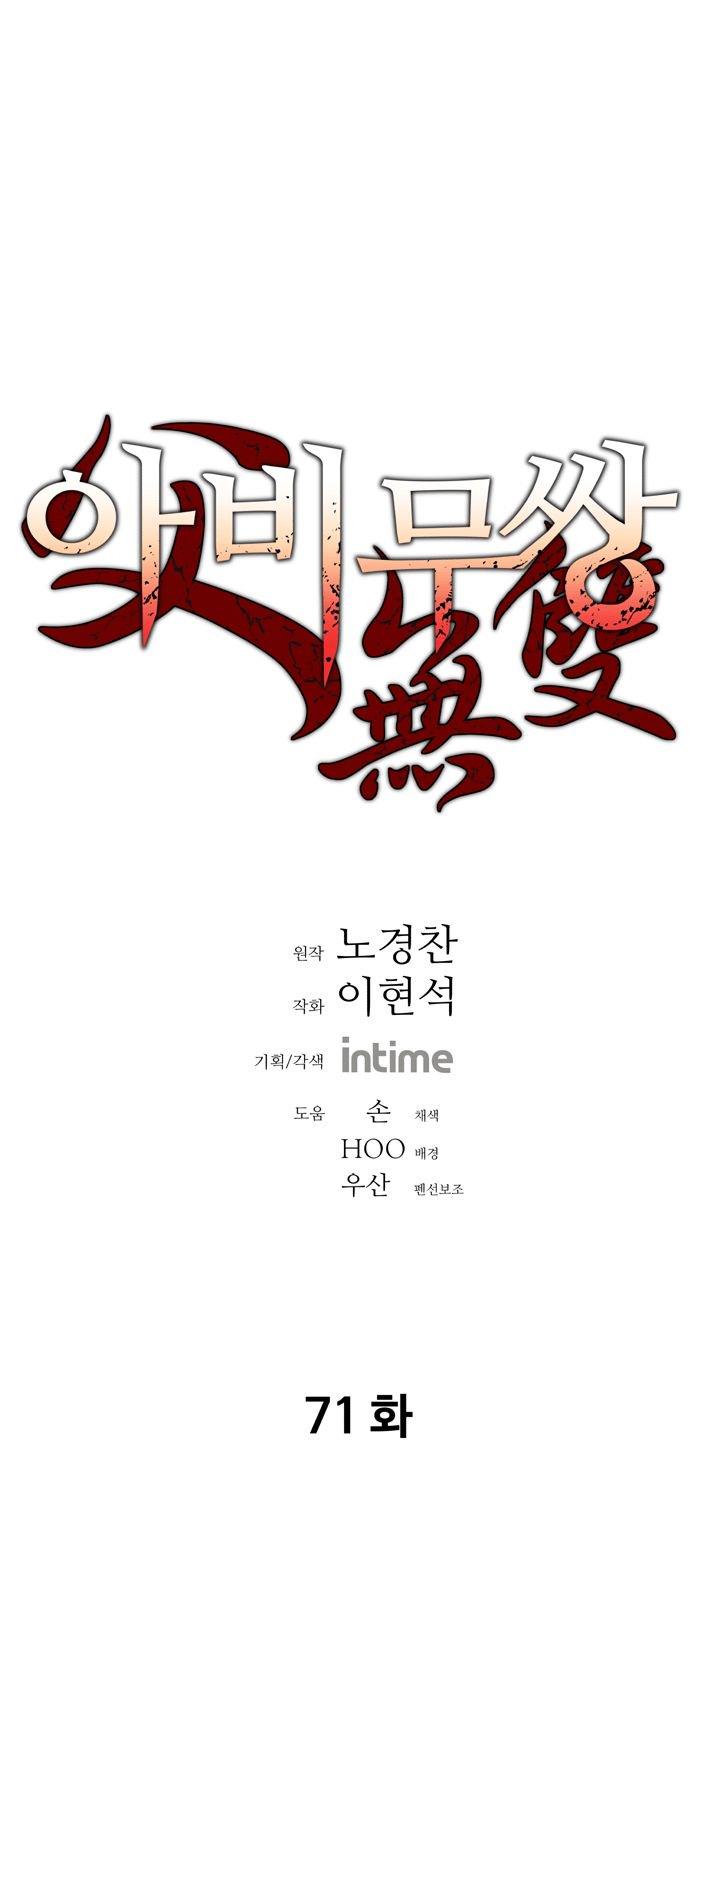 아비무쌍
無雙
원작 노경찬
작화 이현석
기획/각색 intime
도움 손 채색
HOO 배경
우산 펜선보조
71 화